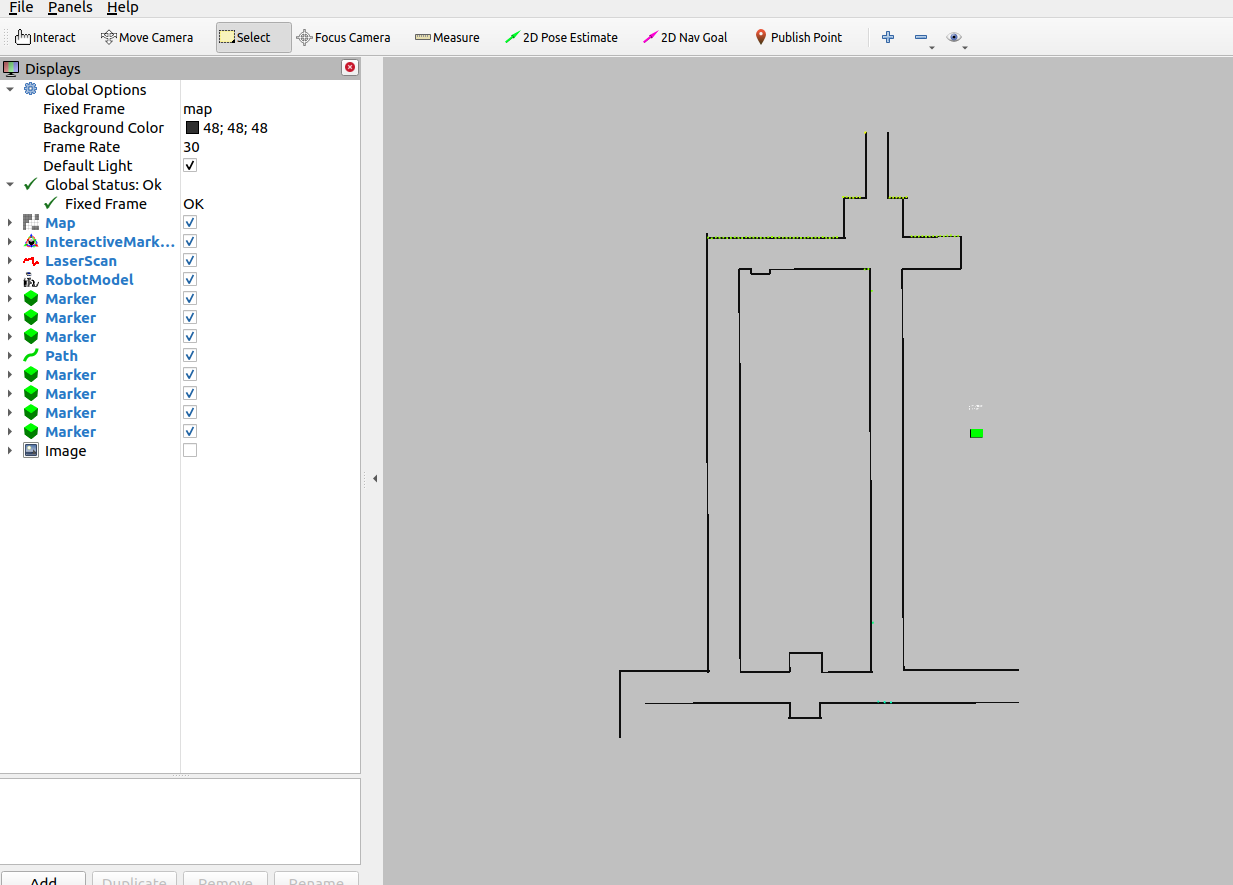 File Panels Help
Interact Move Camera Select Focus Camera Measure 2D Pose Estimate 2D Nav Goal Publish Point
Displays
Global Options
Fixed Frame map
Background Color 48; 48; 48
Frame Rate 30
Default Light
Global Status: Ok
Fixed Frame OK
Map
InteractiveMark...
LaserScan
RobotModel
Marker
Marker
Marker
Path
Marker
Marker
Marker
Marker
Image
Add Duplicate Remove Rename